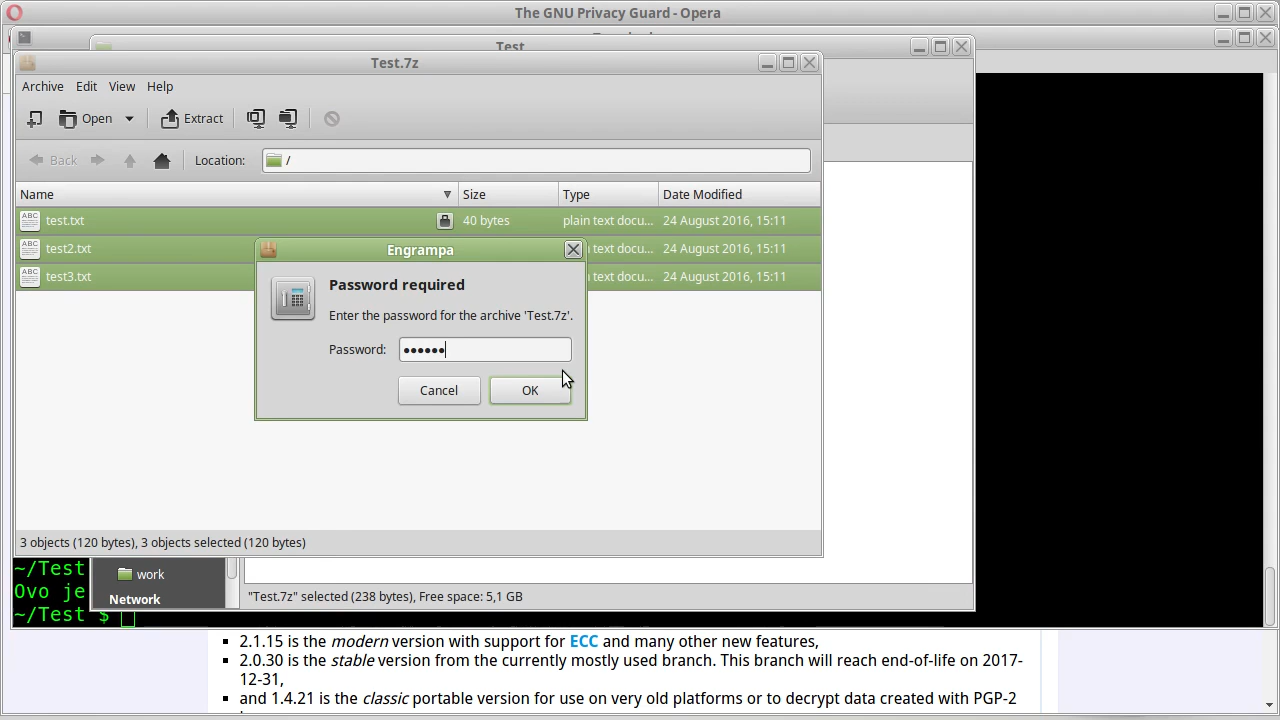 The GNU Privacy Guard - Opera
Test
Test.7z
Archive Edit View Help
Open Extract
Back Location: /
Name Size Type Date Modified
ABC test.txt 40 bytes plain text docu... 24 August 2016, 15:11
ABC test2.txt n text docu... 24 August 2016, 15:11
ABC test3.txt n text docu... 24 August 2016, 15:11
Engrampa
Password required
Enter the password for the archive 'Test.7z'.
Password: ●●●●●●
Cancel OK
3 objects (120 bytes), 3 objects selected (120 bytes)
~/Test
Ovo je
~/Test $
work
Network
"Test.7z" selected (238 bytes), Free space: 5,1 GB
▪ 2.1.15 is the modern version with support for ECC and many other new features,
▪ 2.0.30 is the stable version from the currently mostly used branch. This branch will reach end-of-life on 2017-
12-31,
▪ and 1.4.21 is the classic portable version for use on very old platforms or to decrypt data created with PGP-2